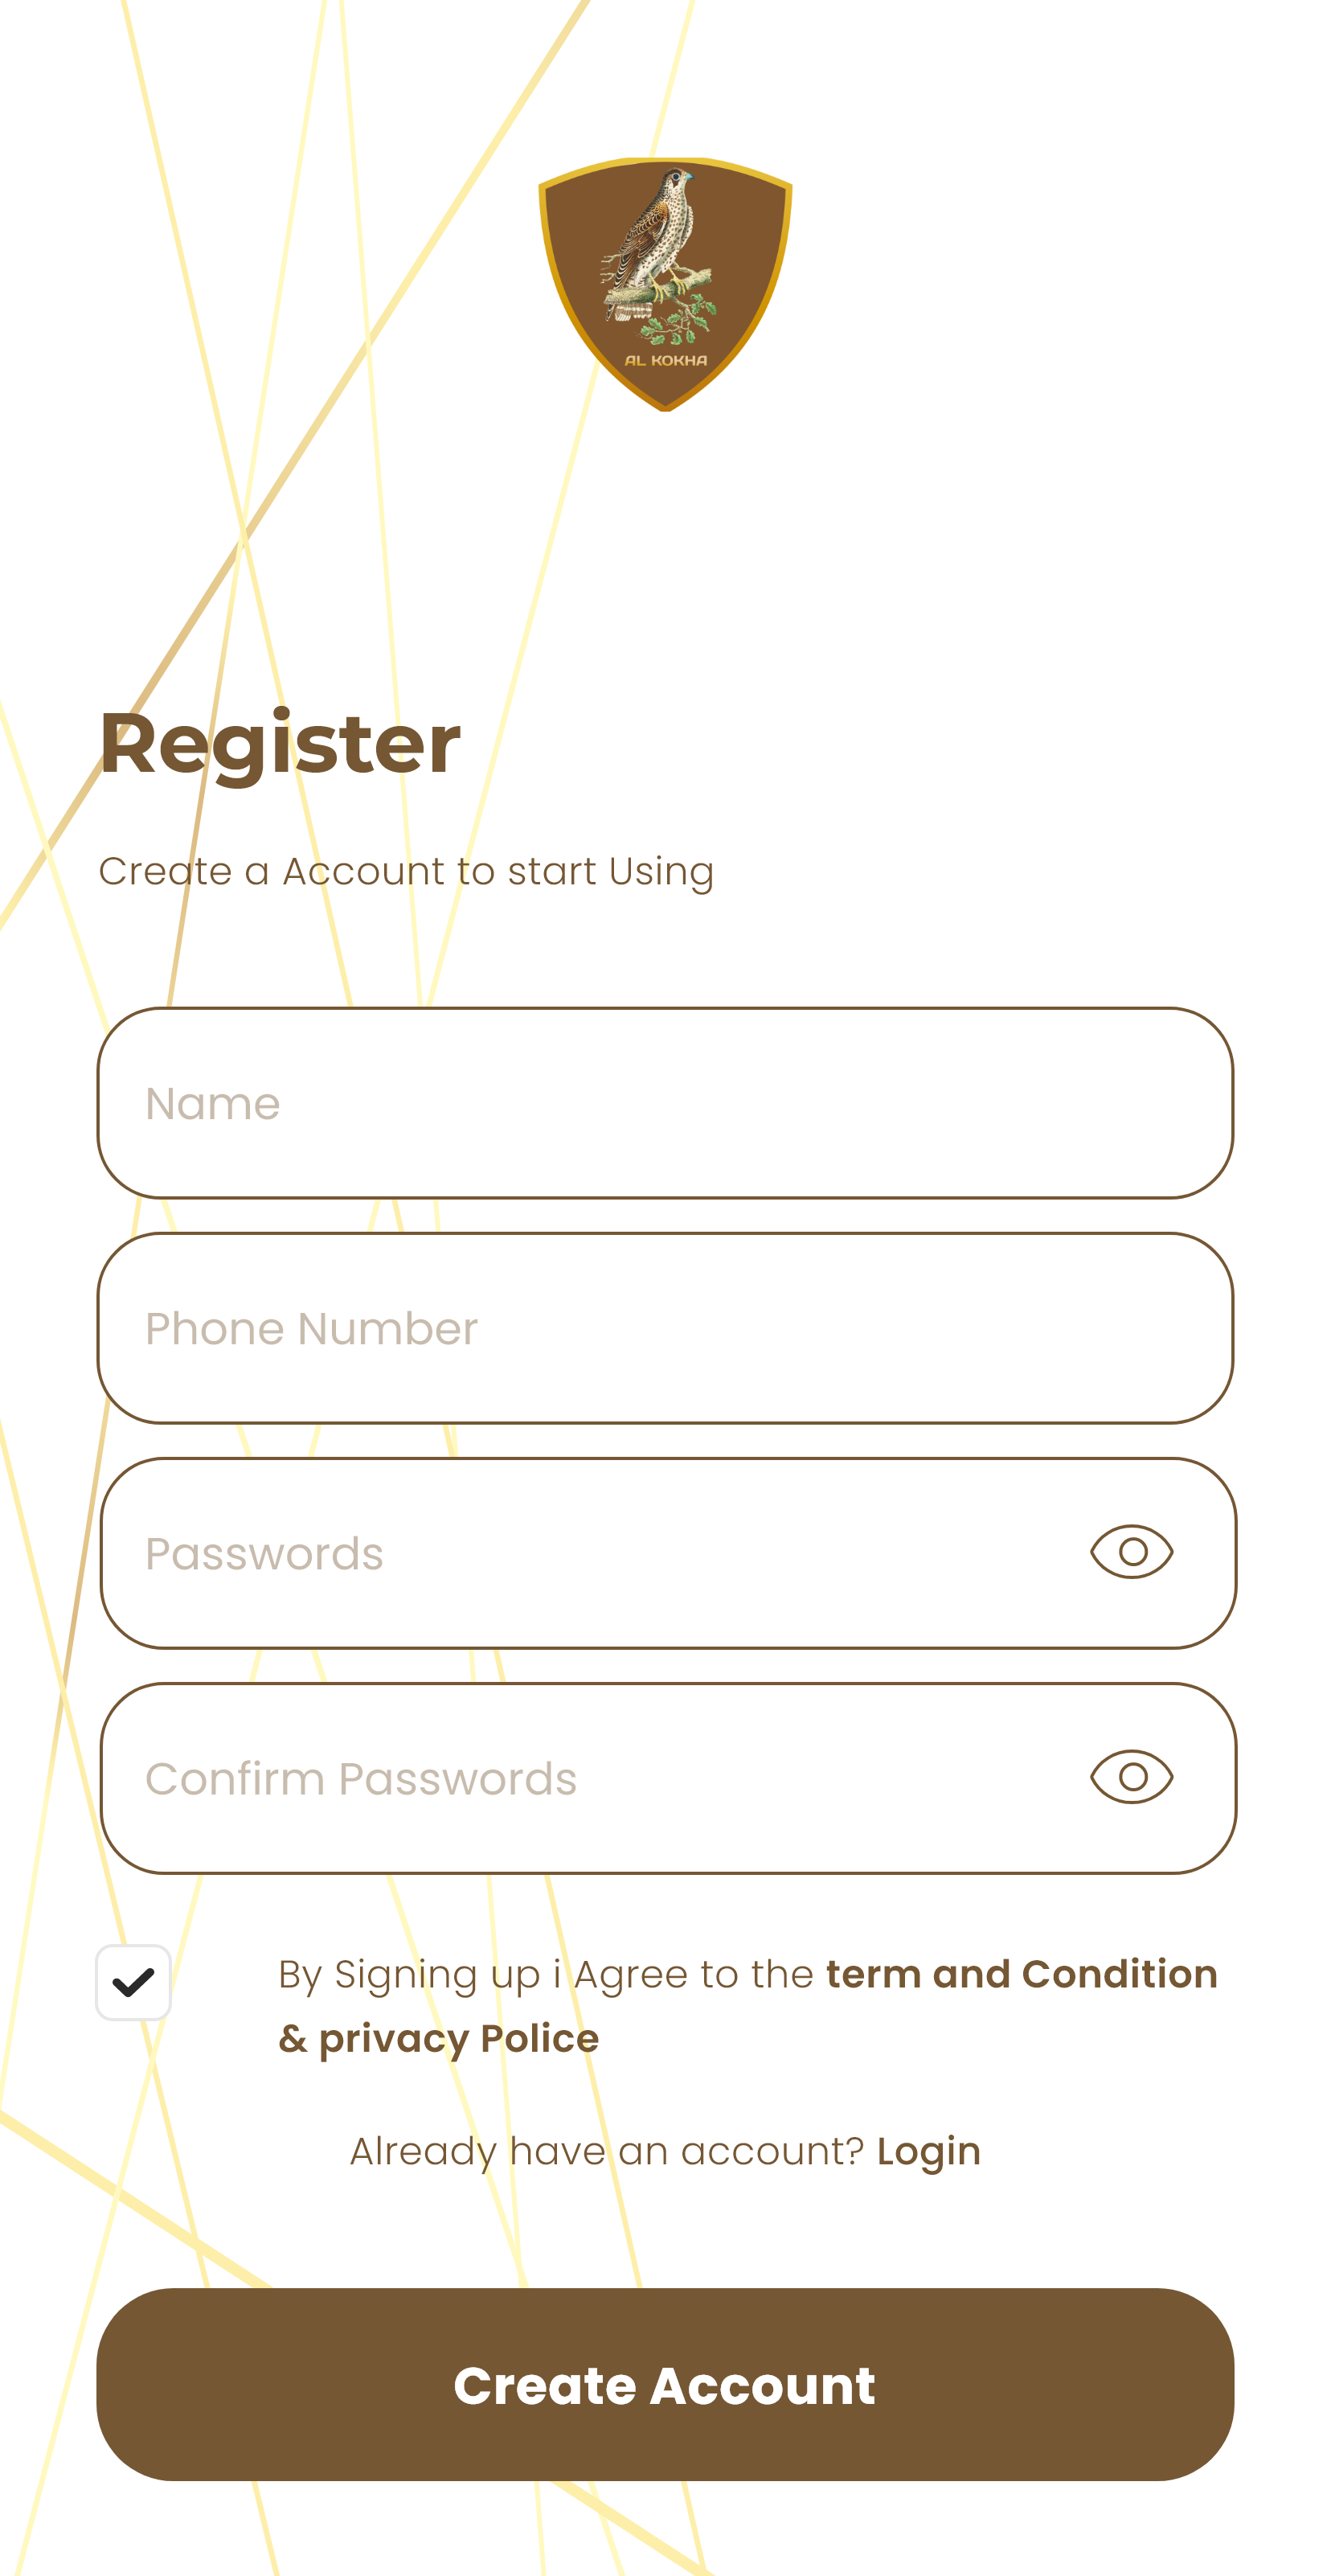 AL KOKHA
Register
Create a Account to start Using
Name
Phone Number
Passwords
Confirm Passwords
By Signing up i Agree to the term and Condition
& privacy Police
Already have an account? Login
Create Account